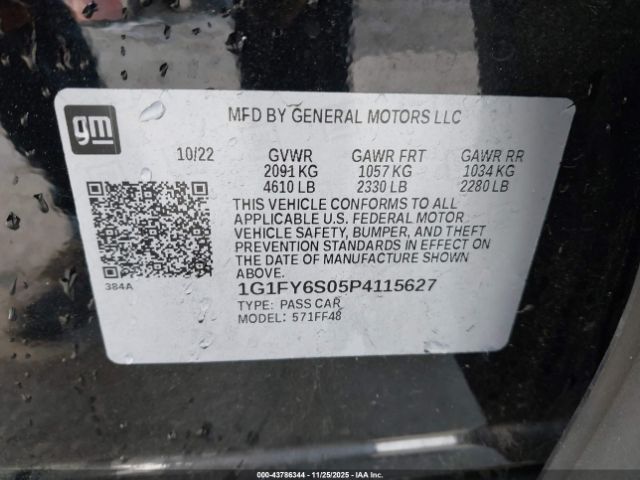 gm
MFD BY GENERAL MOTORS LLC
10/22 GVWR GAWR FRT GAWR RR
2091 KG 1057 KG 1034 KG
4610 LB 2330 LB 2280 LB
THIS VEHICLE CONFORMS TO ALL
APPLICABLE U.S. FEDERAL MOTOR
VEHICLE SAFETY, BUMPER, AND THEFT
PREVENTION STANDARDS IN EFFECT ON
THE DATE OF MANUFACTURE SHOWN
ABOVE.
384A
1G1FY6S05P4115627
TYPE: PASS CAR
MODEL: 571FF48
000-43786344 - 11/25/2025 - IAA Inc.